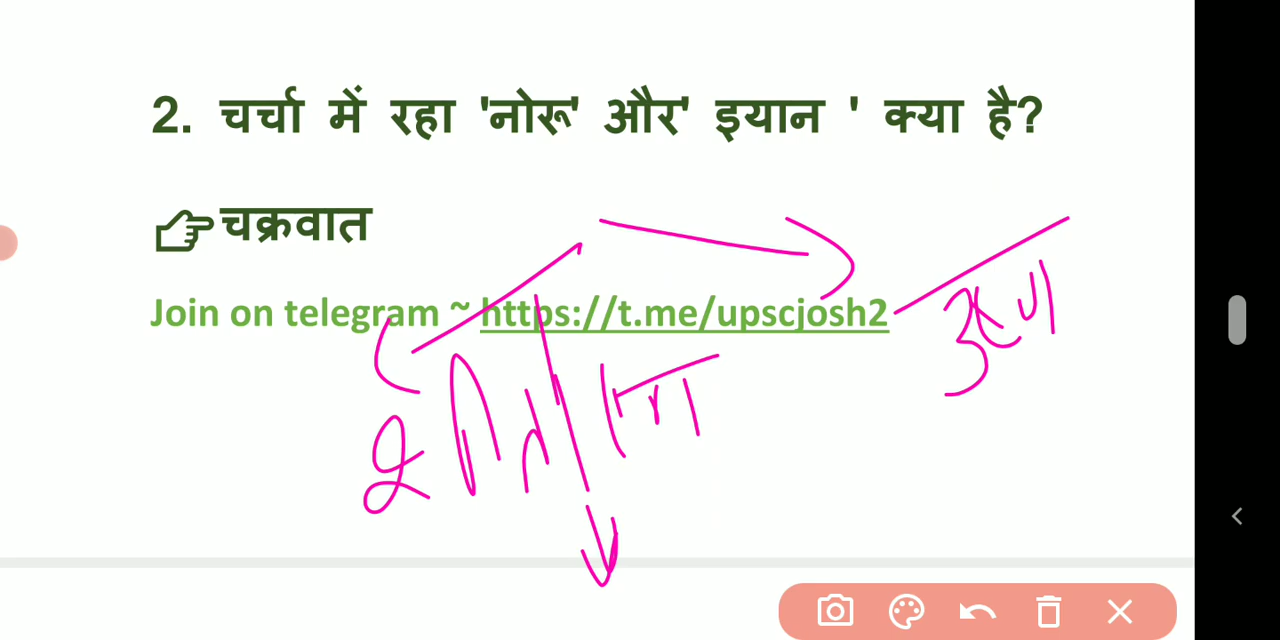 2. चर्चा में रहा 'नोरू' और' इयान ' क्या है?
चक्रवात
Join on telegram ~ https://t.me/upscjosh2